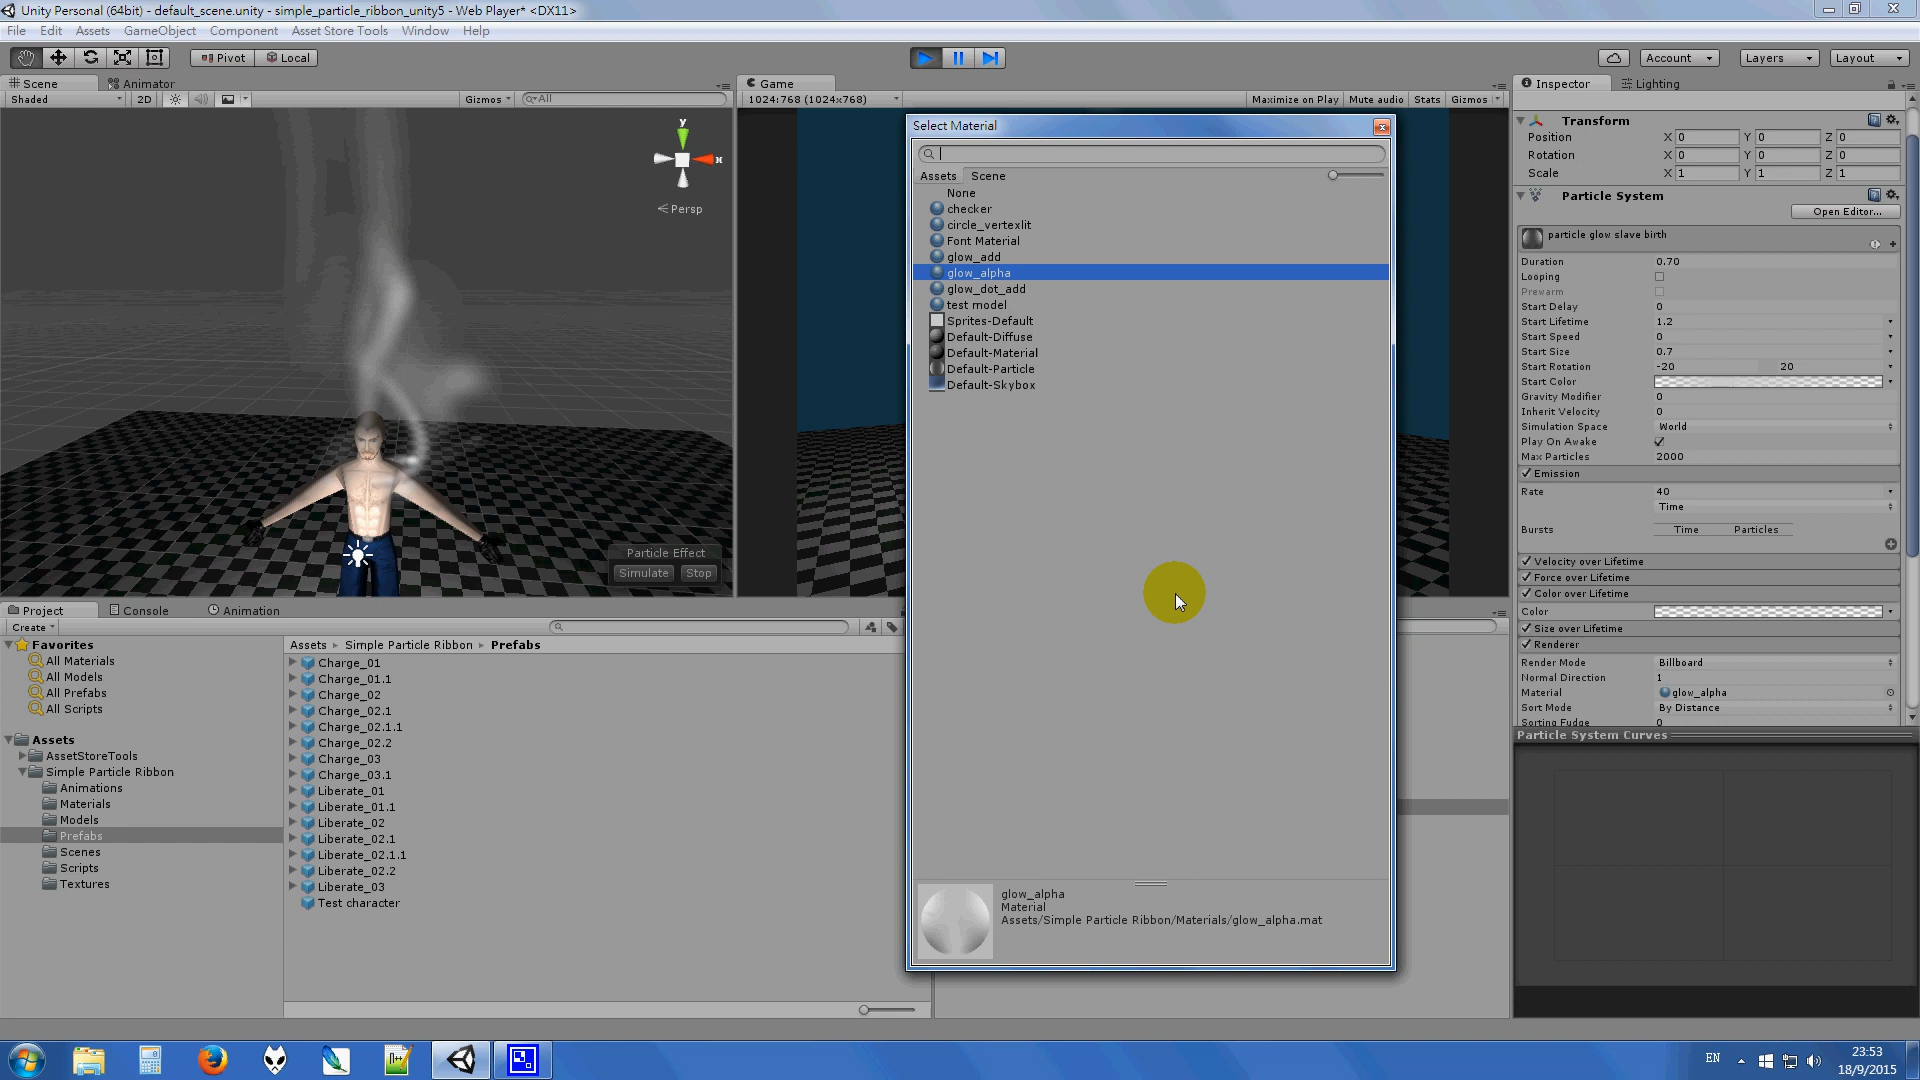 Unity Personal (64bit) - default_scene.unity - simple_particle_ribbon_unity5 - Web Player* <DX11>
File Edit Assets GameObject Component Asset Store Tools Window Help
Pivot Local Account Layers Layout
Scene Animator
Shaded 2D Gizmos All
y
x
Persp
Particle Effect
Simulate Stop
Game
1024:768 (1024x768) Maximize on Play Mute audio Stats Gizmos
Select Material
Assets Scene
None
checker
circle_vertexlit
Font Material
glow_add
glow_alpha
glow_dot_add
test model
Sprites-Default
Default-Diffuse
Default-Material
Default-Particle
Default-Skybox
glow_alpha
Material
Assets/Simple Particle Ribbon/Materials/glow_alpha.mat
Inspector Lighting
Transform
Position X 0 Y 0 Z 0
Rotation X 0 Y 0 Z 0
Scale X 1 Y 1 Z 1
Particle System
Open Editor...
particle glow slave birth
Duration 0.70
Looping
Prewarm
Start Delay 0
Start Lifetime 1.2
Start Speed 0
Start Size 0.7
Start Rotation -20 20
Start Color
Gravity Modifier 0
Inherit Velocity 0
Simulation Space World
Play On Awake
Max Particles 2000
Emission
Rate 40
Time
Bursts Time Particles
Velocity over Lifetime
Force over Lifetime
Color over Lifetime
Color
Size over Lifetime
Renderer
Render Mode Billboard
Normal Direction 1
Material glow_alpha
Sort Mode By Distance
Sorting Fudge 0
Particle System Curves
Project Console Animation
Create
Favorites
All Materials
All Models
All Prefabs
All Scripts
Assets
AssetStoreTools
Simple Particle Ribbon
Animations
Materials
Models
Prefabs
Scenes
Scripts
Textures
Assets Simple Particle Ribbon Prefabs
Charge_01
Charge_01.1
Charge_02
Charge_02.1
Charge_02.1.1
Charge_02.2
Charge_03
Charge_03.1
Liberate_01
Liberate_01.1
Liberate_02
Liberate_02.1
Liberate_02.1.1
Liberate_02.2
Liberate_03
Test character
EN
23:53
18/9/2015